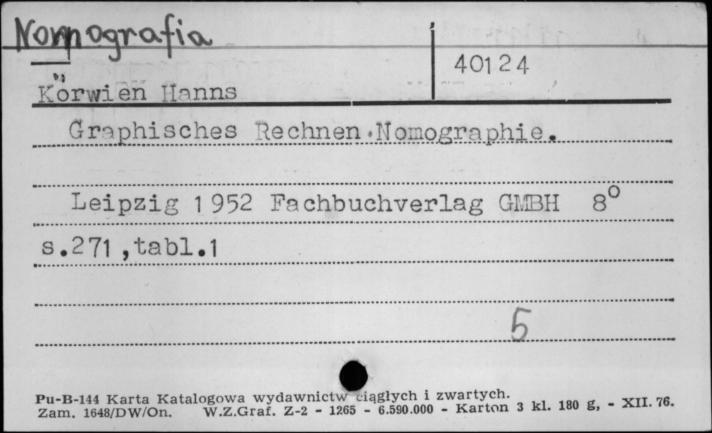 Nomografia
40124
Körwien Hanns
Graphisches Rechnen.Nomographie.
Leipzig 1952 Fachbuchverlag GMBH 8°
s.271,tabl.1
5
Pu-B-144 Karta Katalogowa wydawnictw ciągłych i zwartych.
Zam. 1648/DW/On. W.Z.Graf. Z-2 - 1265 - 6.590.000 - Karton 3 kl. 180 g, - XII. 76.